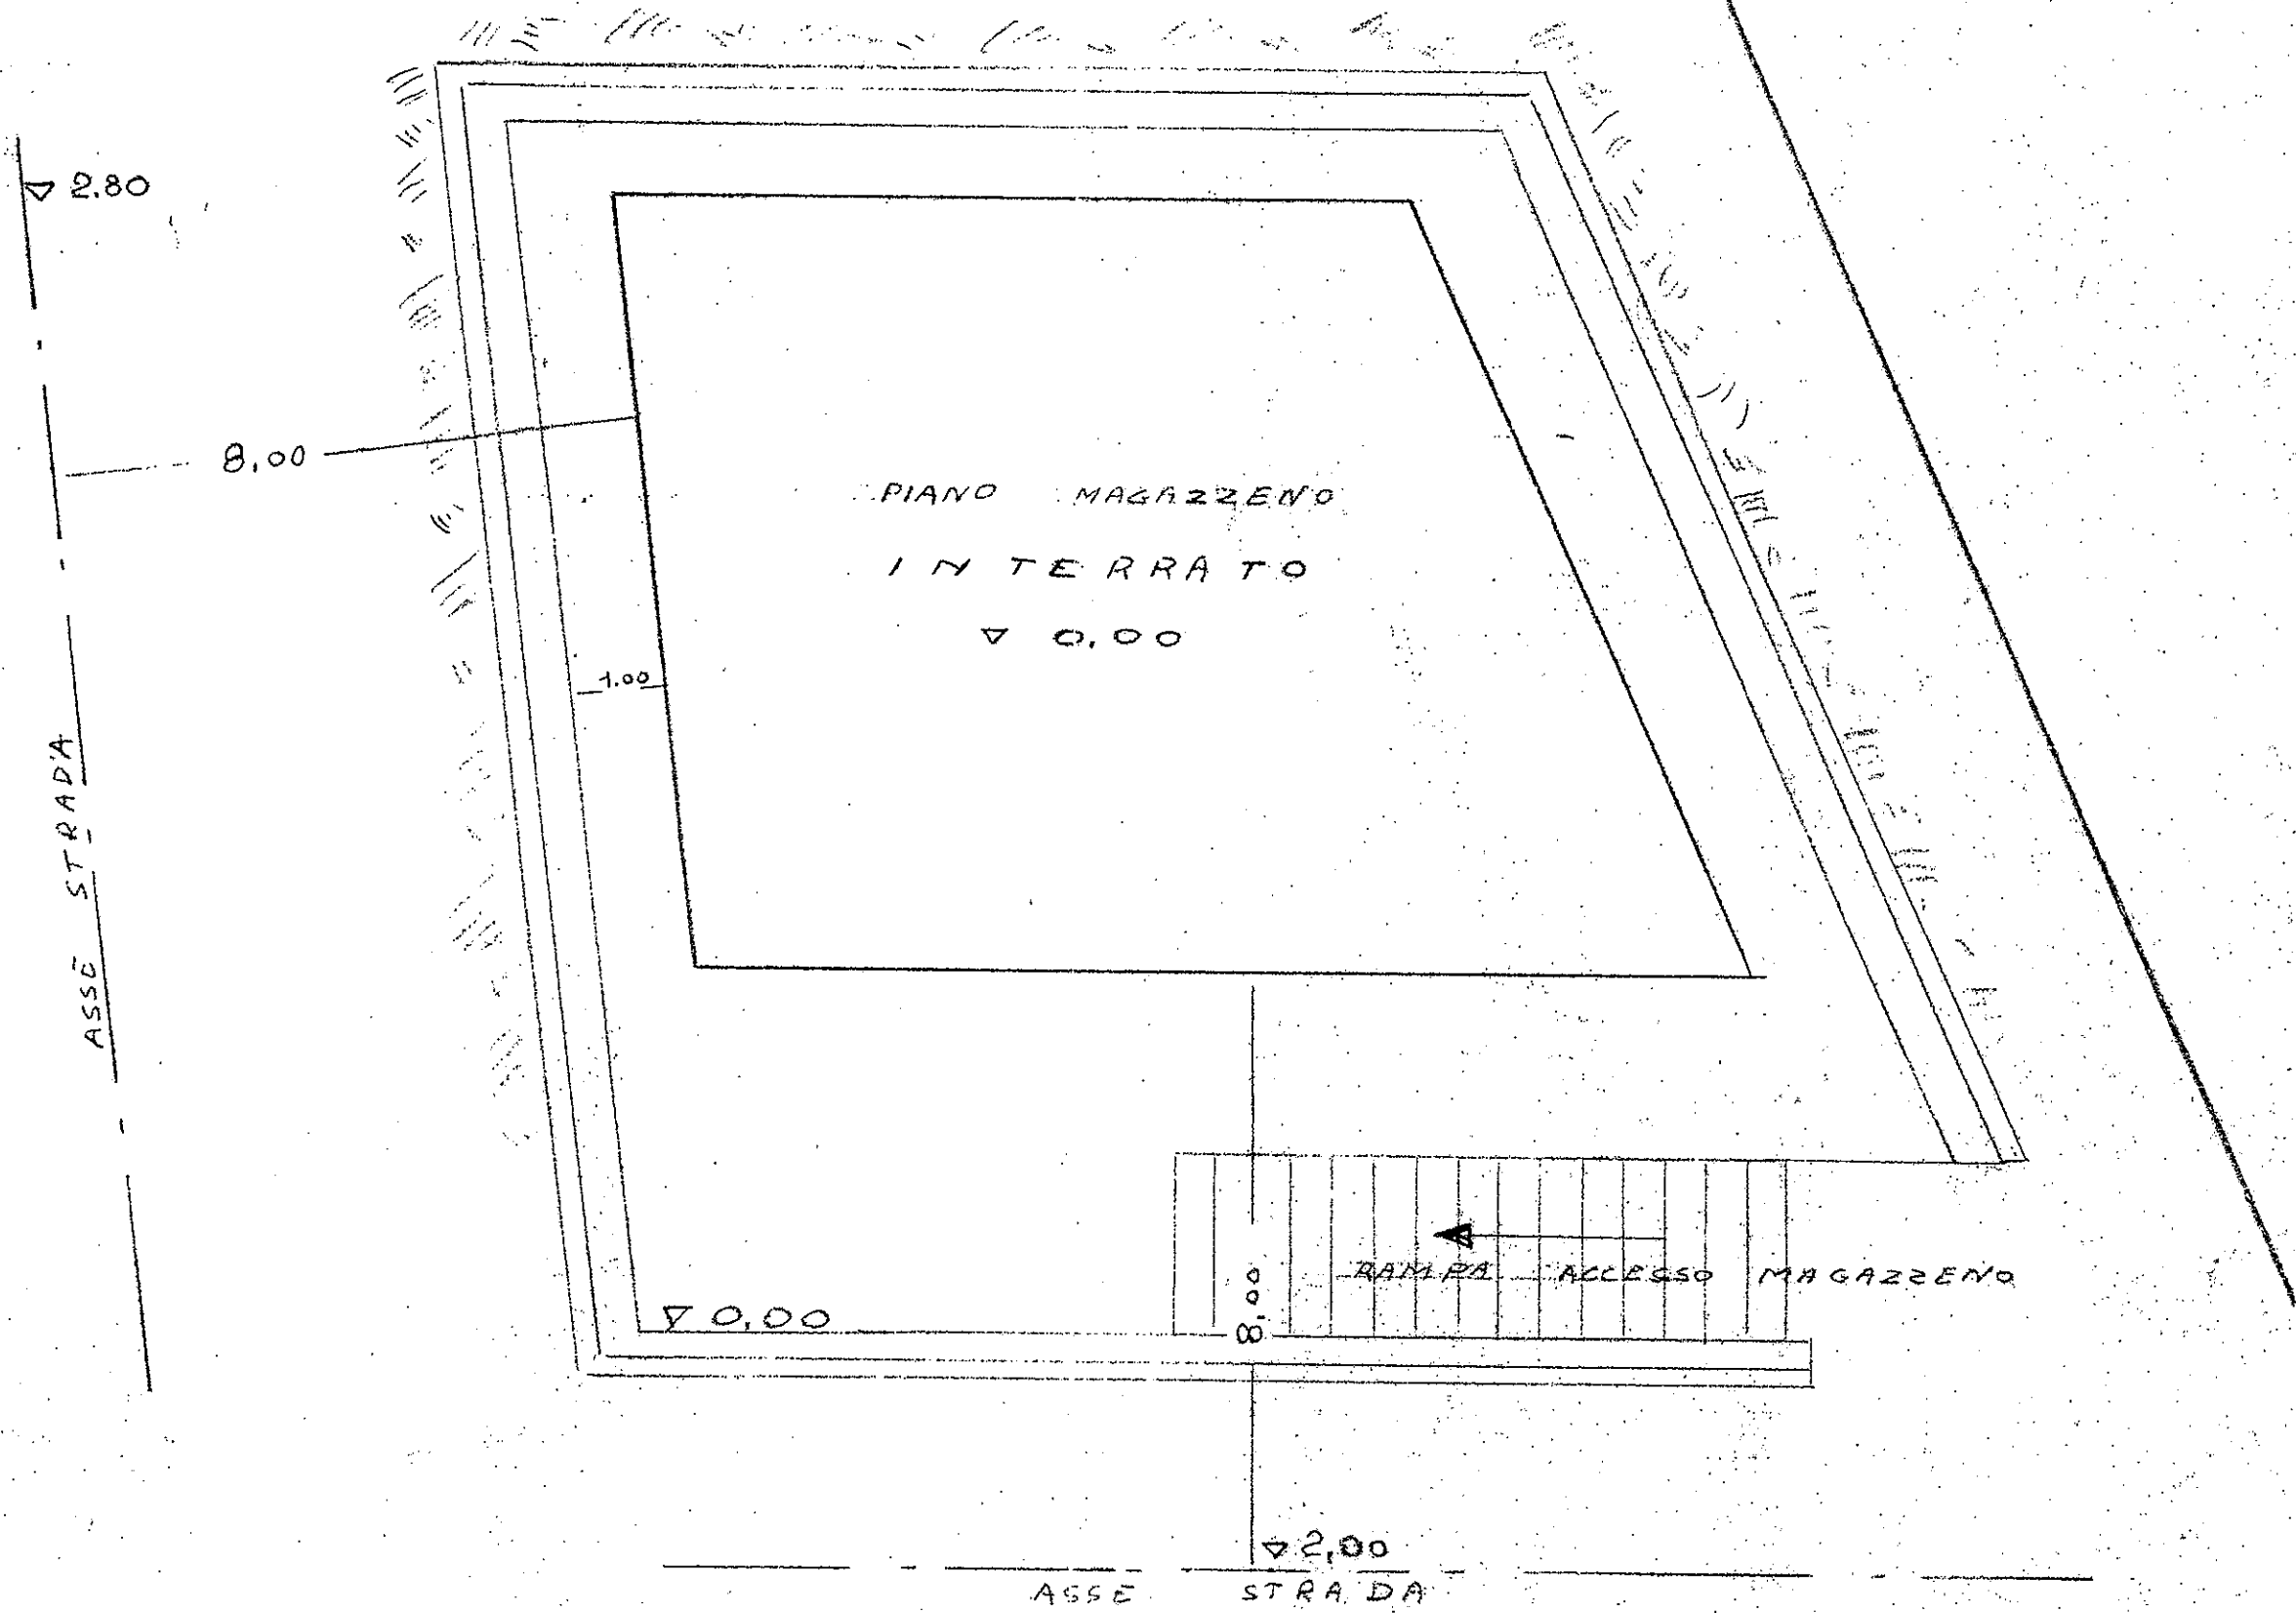 2.80
8,00
PIANO MAGAZZENO
INTERRATO
0,00
1.00
ASSE STRADA
8.00
RAMPA ACCESSO MAGAZZENO
0,00
2,00
ASSE STRADA